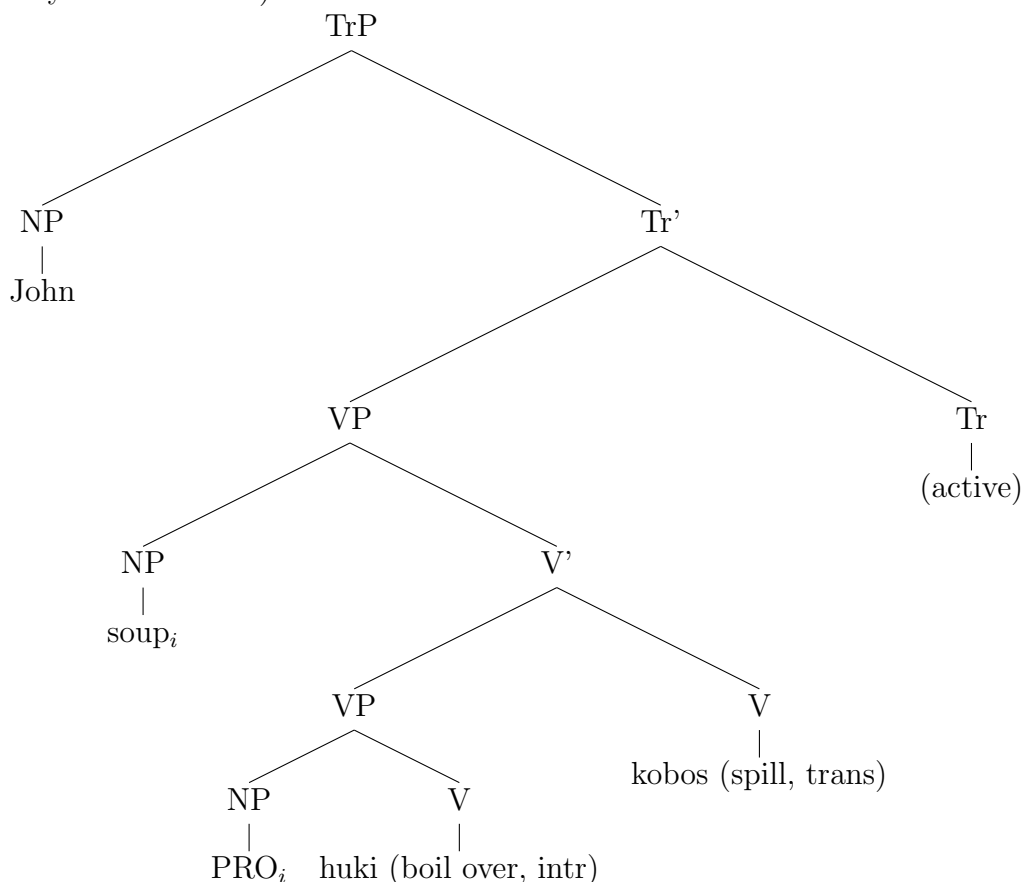 TrP
NP Tr'
John
VP Tr
(active)
NP V'
soupᵢ
VP V
kobos (spill, trans)
NP V
PROᵢ huki (boil over, intr)